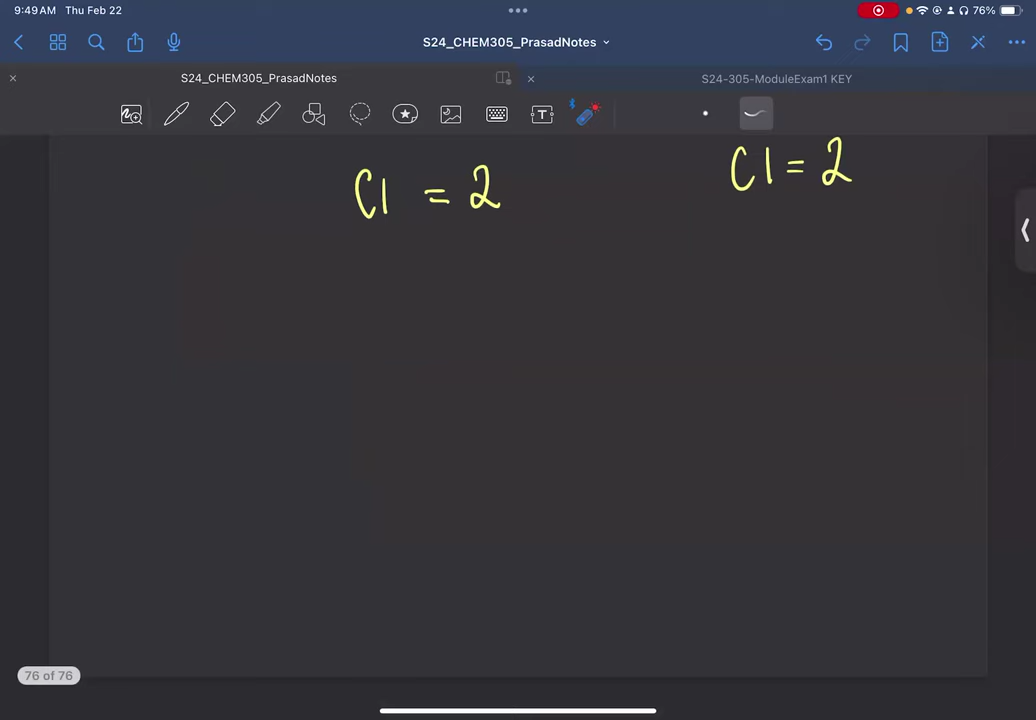 9:49 AM Thu Feb 22
76%
S24_CHEM305_PrasadNotes
S24_CHEM305_PrasadNotes
S24-305-ModuleExam1 KEY
T
Cl = 2
Cl = 2
76 of 76